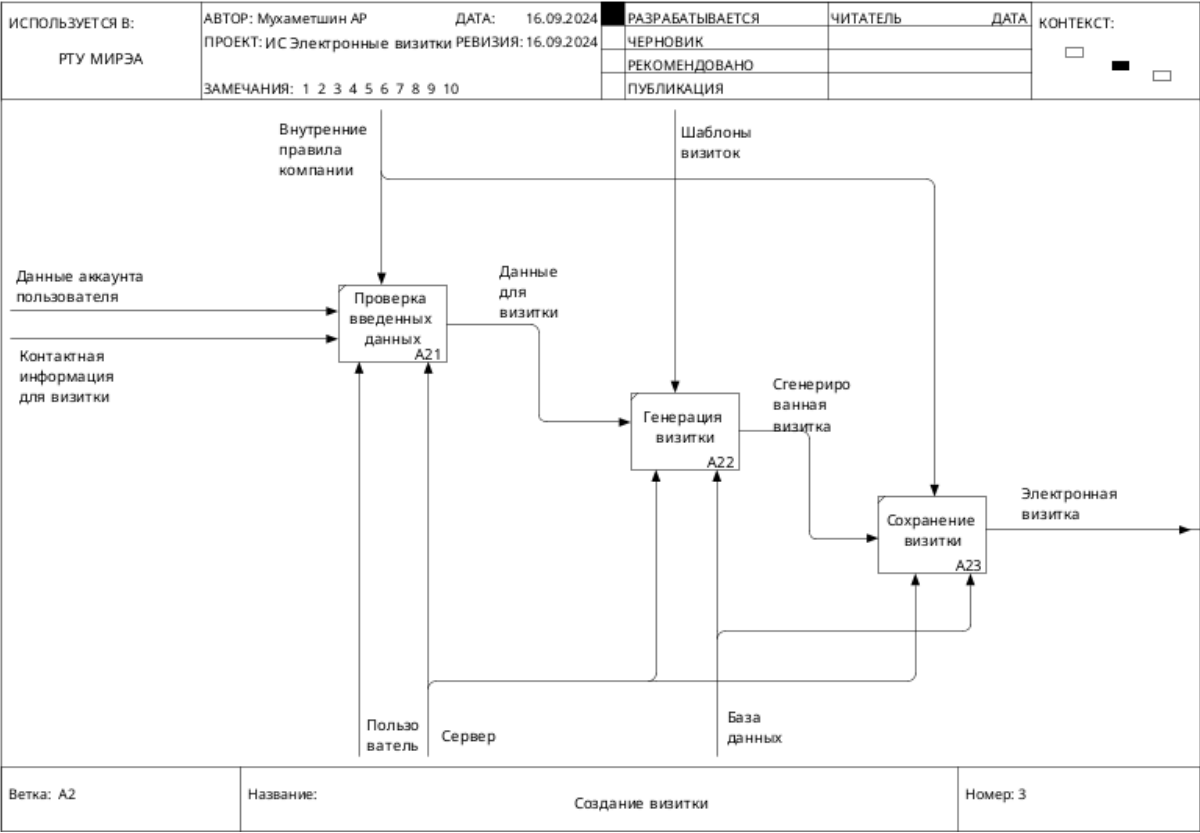 ИСПОЛЬЗУЕТСЯ В:
РТУ МИРЭА
АВТОР: Мухаметшин АР
ДАТА: 16.09.2024
ПРОЕКТ: ИС Электронные визитки
РЕВИЗИЯ: 16.09.2024
ЗАМЕЧАНИЯ: 1 2 3 4 5 6 7 8 9 10
РАЗРАБАТЫВАЕТСЯ
ЧЕРНОВИК
РЕКОМЕНДОВАНО
ПУБЛИКАЦИЯ
ЧИТАТЕЛЬ
ДАТА
КОНТЕКСТ:
Внутренние
правила
компании
Шаблоны
визиток
Данные аккаунта
пользователя
Контактная
информация
для визитки
Проверка
введенных
данных
A21
Данные
для
визитки
Генерация
визитки
A22
Сгенериро
ванная
визитка
Сохранение
визитки
A23
Электронная
визитка
Пользо
ватель
Сервер
База
данных
Ветка: A2
Название:
Создание визитки
Номер: 3